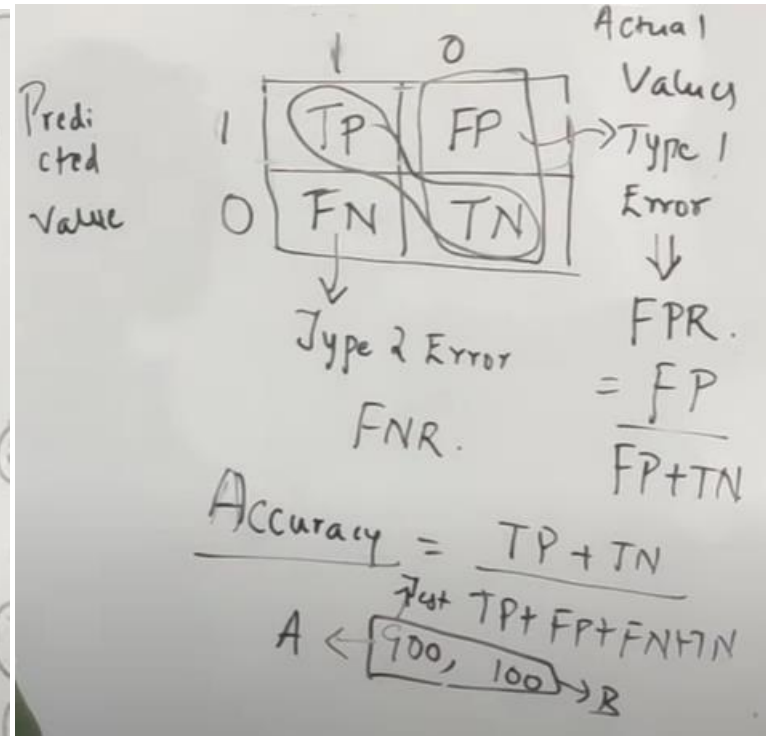 Actual
Values
1 0
Predi
cted
Value
1 TP FP → Type 1
Error
0 FN TN
⇓
Type 2 Error
FPR.
= FP
FP+TN
FNR.
Accuracy = TP + TN
TP+ FP+FN+TN
Test
A ← 900, 100 → B